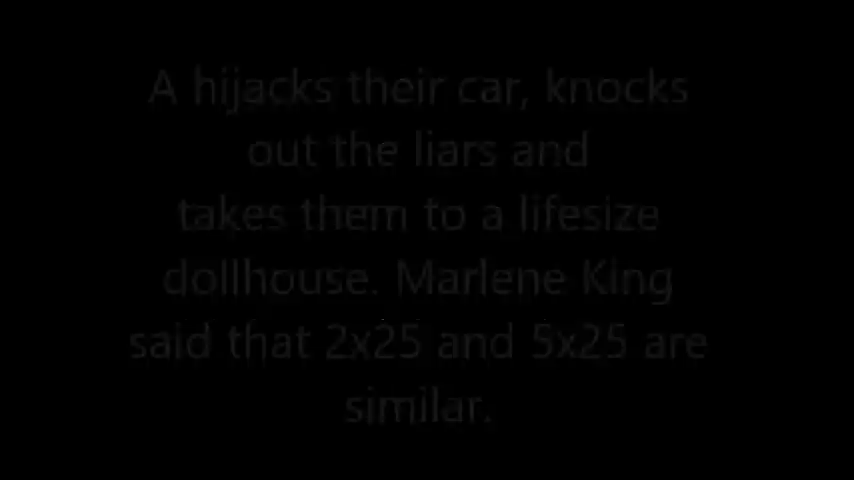 A hijacks their car, knocks
out the liars and
takes them to a lifesize
dollhouse. Marlene King
said that 2x25 and 5x25 are
similar.